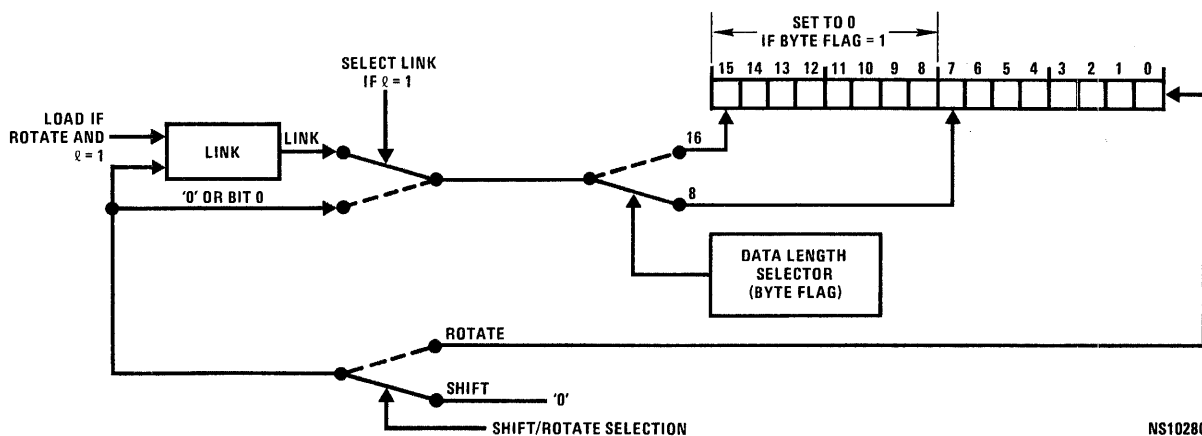 SET TO 0
IF BYTE FLAG = 1
SELECT LINK
IF ℓ = 1
15 14 13 12 11 10 9 8 7 6 5 4 3 2 1 0
LOAD IF
ROTATE AND
ℓ = 1
LINK
LINK
16
'0' OR BIT 0
8
DATA LENGTH
SELECTOR
(BYTE FLAG)
ROTATE
SHIFT
'0'
SHIFT/ROTATE SELECTION